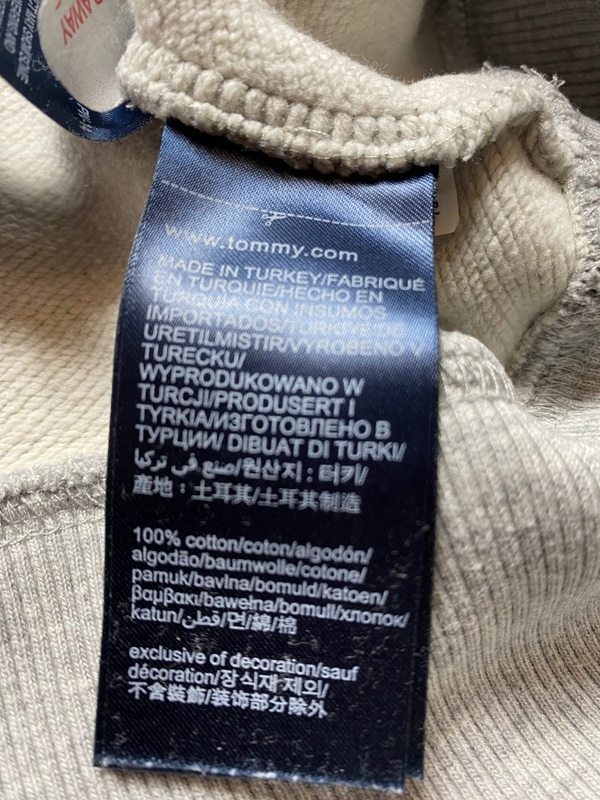 AWAY
www.tommy.com
MADE IN TURKEY/FABRIQUÉ
EN TURQUIE/HECHO EN
TURQUIA CON INSUMOS
IMPORTADOS/TURKIYE'DE
URETILMISTIR/VYROBENO V
TURECKU/
WYPRODUKOWANO W
TURCJI/PRODUSERT I
TYRKIA/ИЗГОТОВЛЕНО В
ТУРЦИИ/ DIBUAT DI TURKI/
صنع في تركيا/원산지 : 터키/
產地：土耳其/土耳其制造
100% cotton/coton/algodón/
algodão/baumwolle/cotone/
pamuk/bavlna/bomuld/katoen/
βαμβακι/bawełna/bomull/хлопок/
katun/قطن/면/綿/棉
exclusive of decoration/sauf
décoration/장식재 제외/
不含裝飾/装饰部分除外